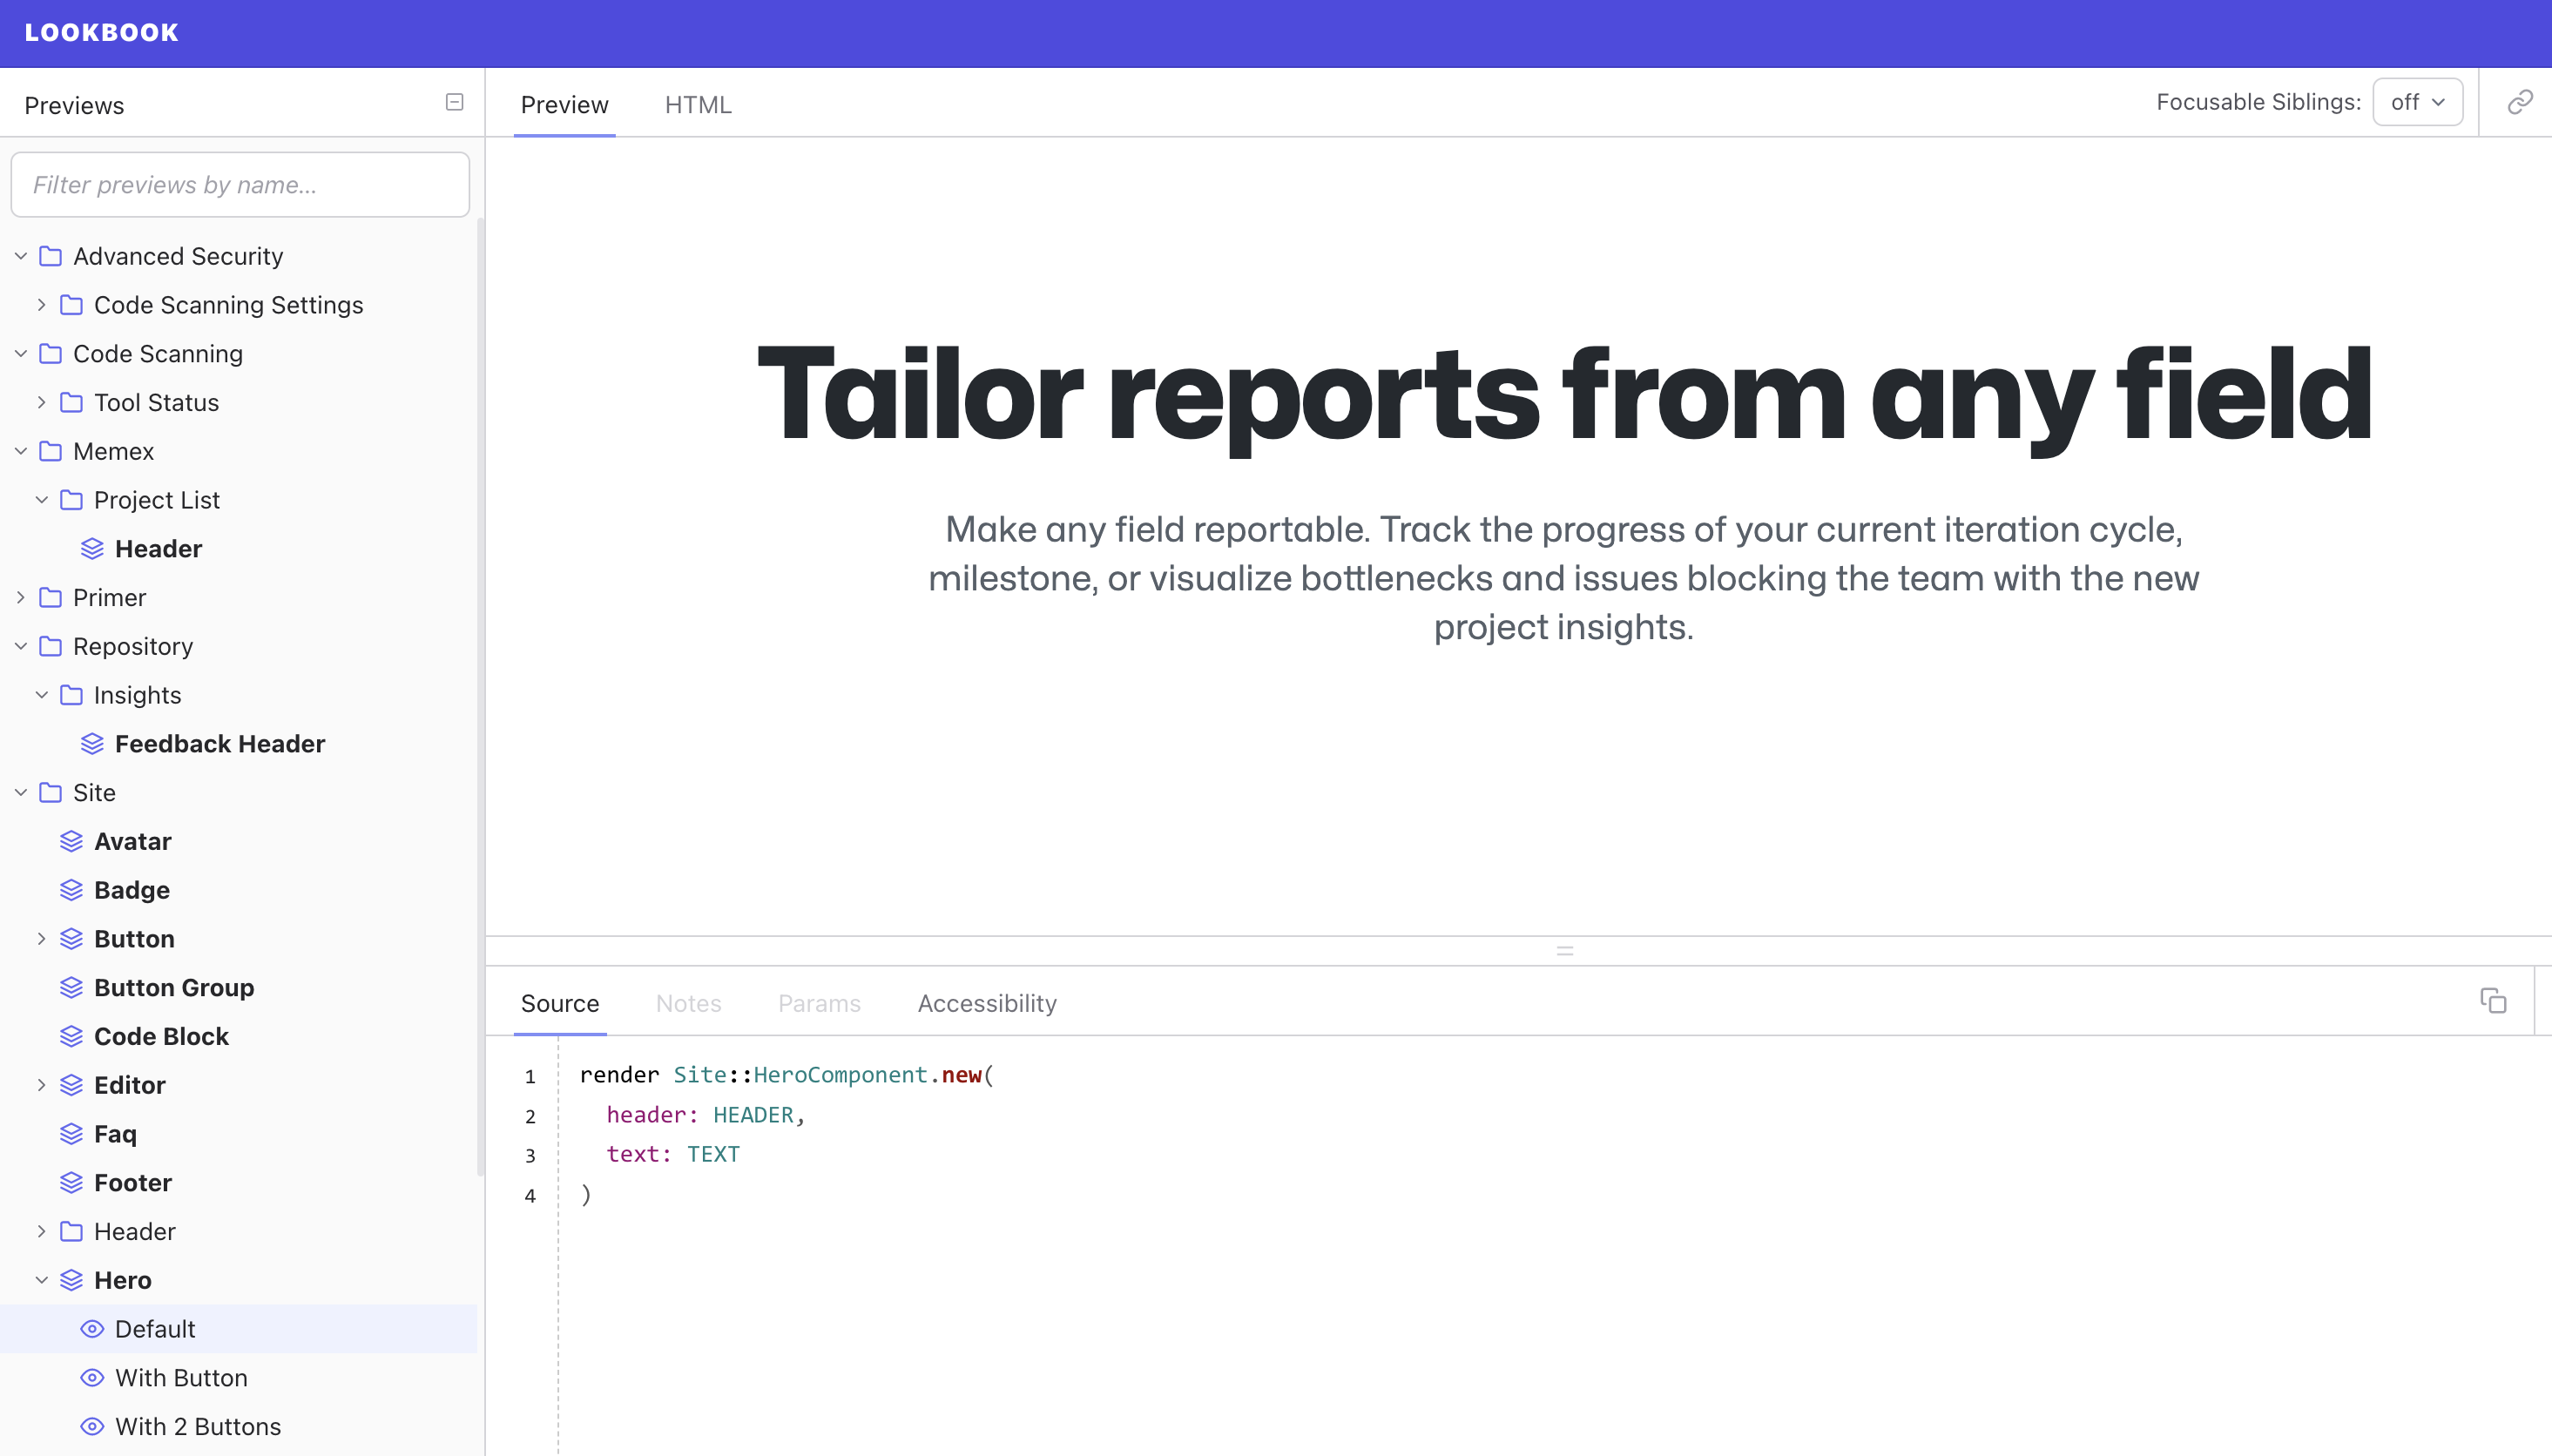 LOOKBOOK
Previews
Filter previews by name...
Advanced Security
Code Scanning Settings
Code Scanning
Tool Status
Memex
Project List
Header
Primer
Repository
Insights
Feedback Header
Site
Avatar
Badge
Button
Button Group
Code Block
Editor
Faq
Footer
Header
Hero
Default
With Button
With 2 Buttons
Preview HTML
Focusable Siblings: off
Tailor reports from any field
Make any field reportable. Track the progress of your current iteration cycle,
milestone, or visualize bottlenecks and issues blocking the team with the new
project insights.
Source Notes Params Accessibility
1 render Site::HeroComponent.new(
2   header: HEADER,
3   text: TEXT
4 )